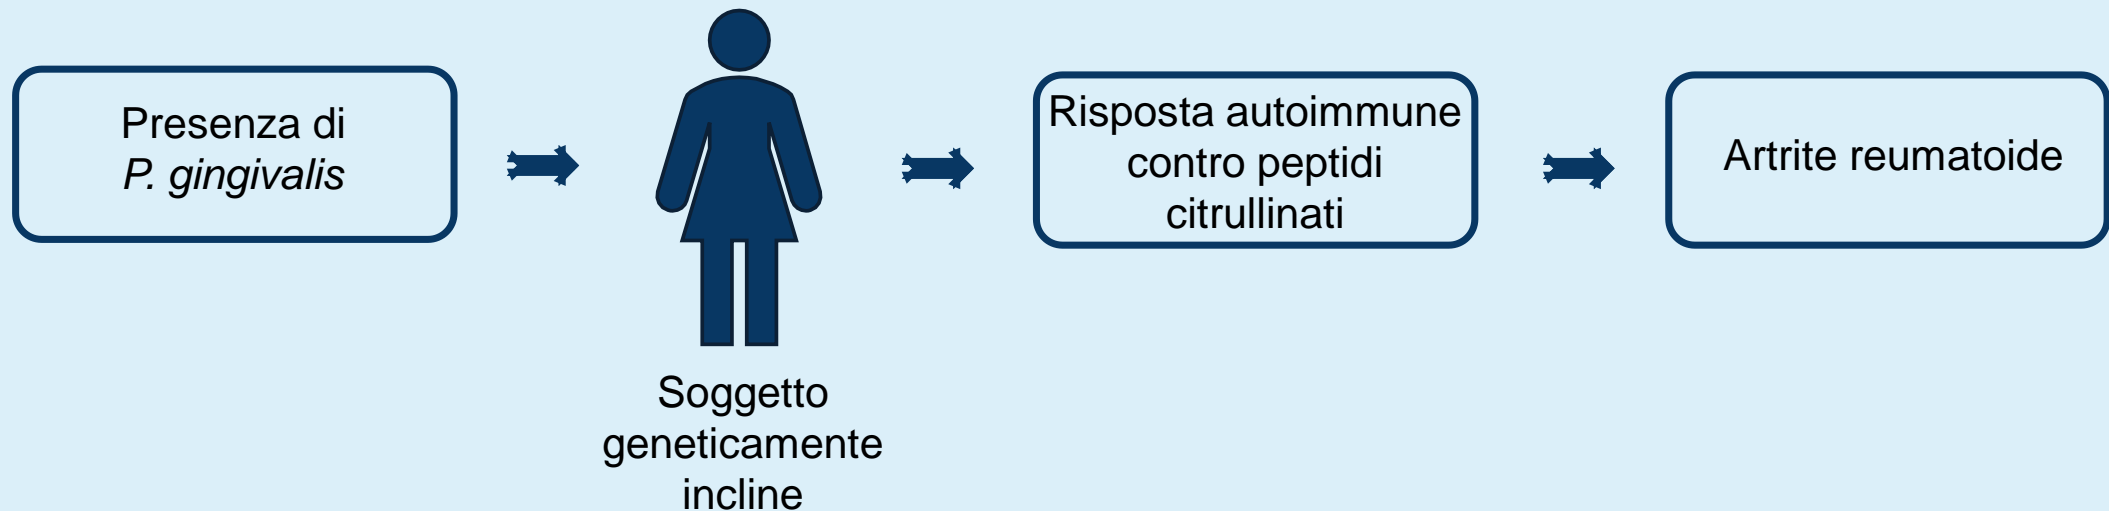 Presenza di
P. gingivalis
Soggetto
geneticamente
incline
Risposta autoimmune
contro peptidi
citrullinati
Artrite reumatoide